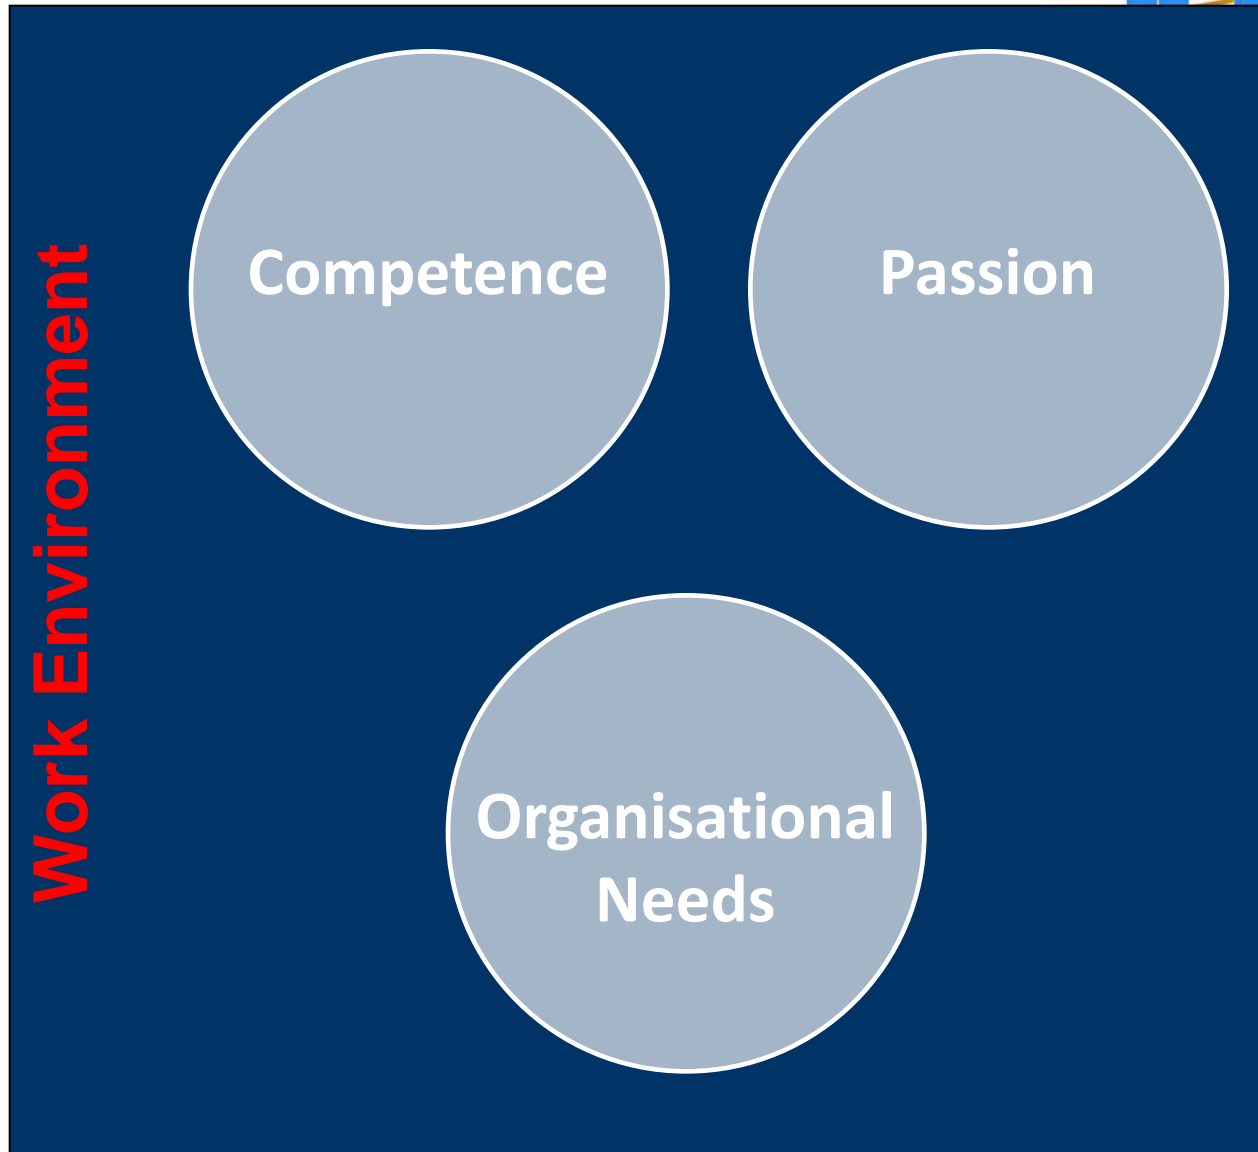 Work Environment
Competence
Passion
Organisational
Needs